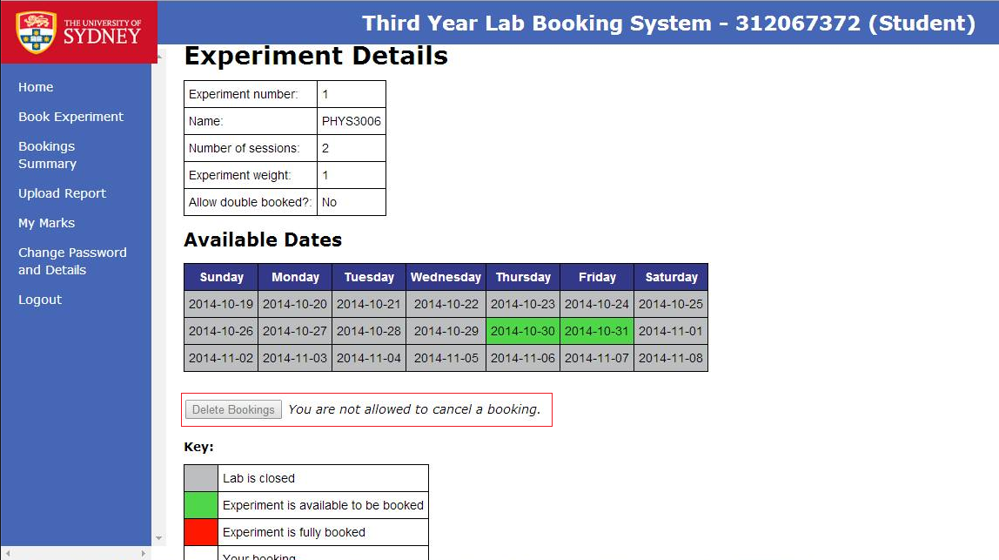 THE UNIVERSITY OF
SYDNEY
Third Year Lab Booking System - 312067372 (Student)
Home
Book Experiment
Bookings
Summary
Upload Report
My Marks
Change Password
and Details
Logout
Experiment Details
Experiment number: 1
Name: PHYS3006
Number of sessions: 2
Experiment weight: 1
Allow double booked?: No
Available Dates
Sunday Monday Tuesday Wednesday Thursday Friday Saturday
2014-10-19 2014-10-20 2014-10-21 2014-10-22 2014-10-23 2014-10-24 2014-10-25
2014-10-26 2014-10-27 2014-10-28 2014-10-29 2014-10-30 2014-10-31 2014-11-01
2014-11-02 2014-11-03 2014-11-04 2014-11-05 2014-11-06 2014-11-07 2014-11-08
Delete Bookings You are not allowed to cancel a booking.
Key:
Lab is closed
Experiment is available to be booked
Experiment is fully booked
Your booking